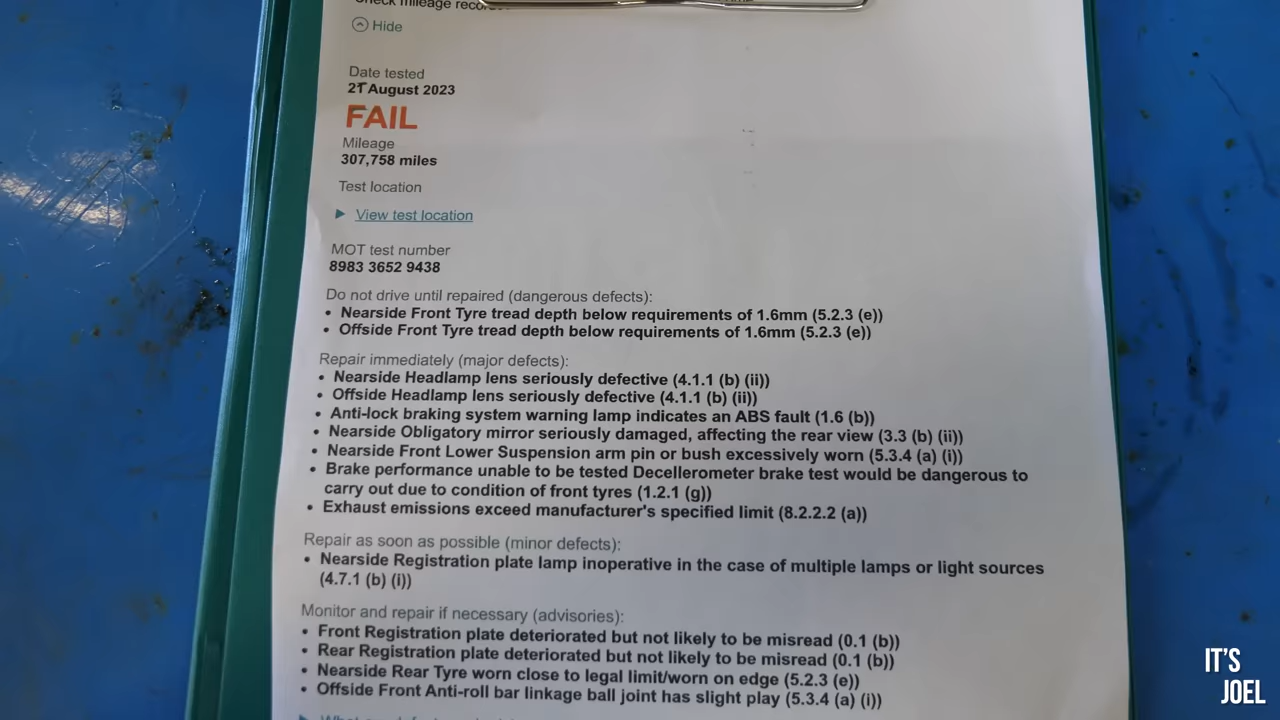 Check mileage
Hide
Date tested
21 August 2023
FAIL
Mileage
307,758 miles
Test location
View test location
MOT test number
8983 3652 9438
Do not drive until repaired (dangerous defects):
• Nearside Front Tyre tread depth below requirements of 1.6mm (5.2.3 (e))
• Offside Front Tyre tread depth below requirements of 1.6mm (5.2.3 (e))
Repair immediately (major defects):
• Nearside Headlamp lens seriously defective (4.1.1 (b) (ii))
• Offside Headlamp lens seriously defective (4.1.1 (b) (ii))
• Anti-lock braking system warning lamp indicates an ABS fault (1.6 (b))
• Nearside Obligatory mirror seriously damaged, affecting the rear view (3.3 (b) (ii))
• Nearside Front Lower Suspension arm pin or bush excessively worn (5.3.4 (a) (i))
• Brake performance unable to be tested Decellerometer brake test would be dangerous to
carry out due to condition of front tyres (1.2.1 (g))
• Exhaust emissions exceed manufacturer's specified limit (8.2.2.2 (a))
Repair as soon as possible (minor defects):
• Nearside Registration plate lamp inoperative in the case of multiple lamps or light sources
(4.7.1 (b) (i))
Monitor and repair if necessary (advisories):
• Front Registration plate deteriorated but not likely to be misread (0.1 (b))
• Rear Registration plate deteriorated but not likely to be misread (0.1 (b))
• Nearside Rear Tyre worn close to legal limit/worn on edge (5.2.3 (e))
• Offside Front Anti-roll bar linkage ball joint has slight play (5.3.4 (a) (i))
IT'S
JOEL